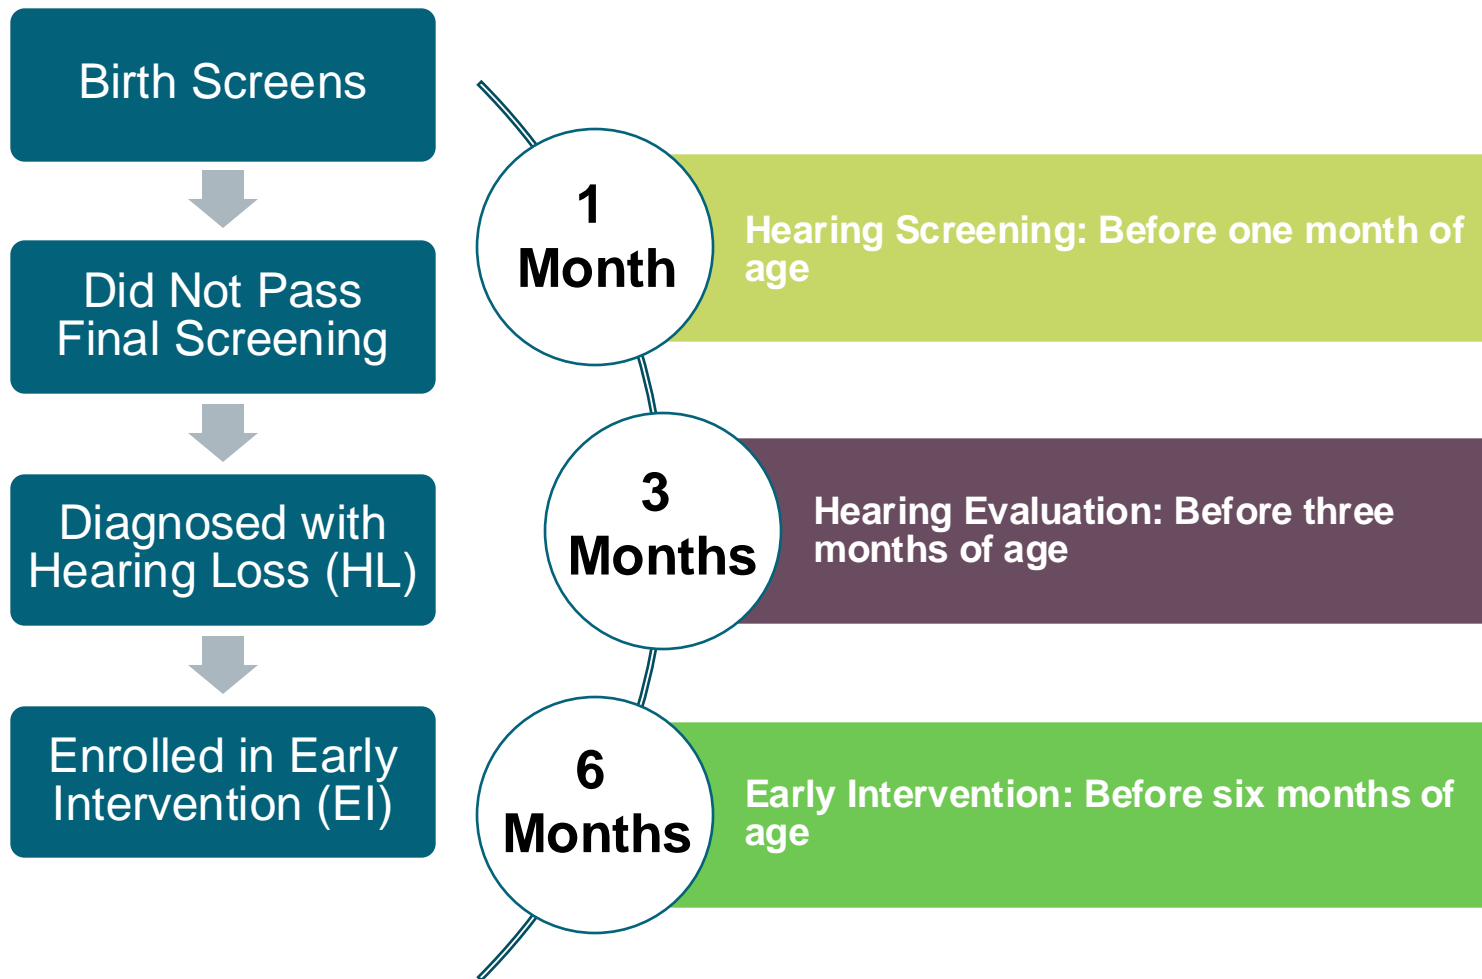 Birth Screens
Did Not Pass
Final Screening
Diagnosed with
Hearing Loss (HL)
Enrolled in Early
Intervention (EI)
1
Month
Hearing Screening: Before one month of
age
3
Months
Hearing Evaluation: Before three
months of age
6
Months
Early Intervention: Before six months of
age